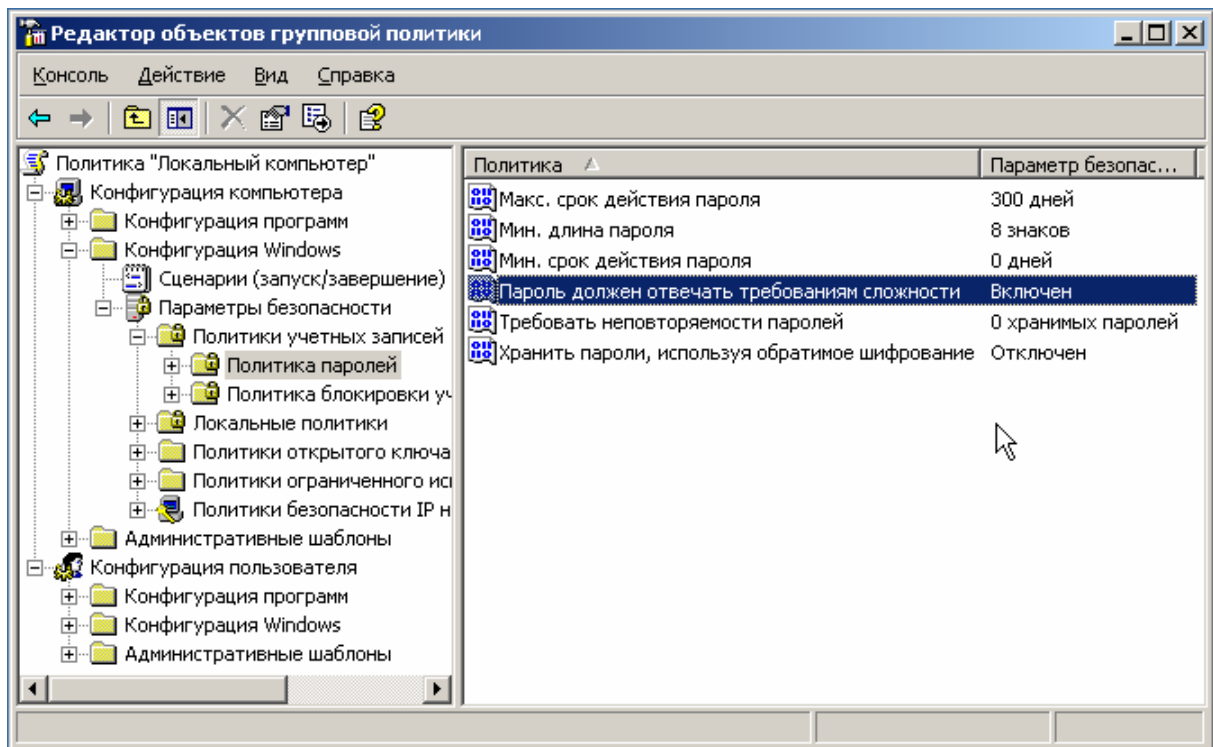 Редактор объектов групповой политики
Консоль Действие Вид Справка
Политика "Локальный компьютер"
Конфигурация компьютера
Конфигурация программ
Конфигурация Windows
Сценарии (запуск/завершение)
Параметры безопасности
Политики учетных записей
Политика паролей
Политика блокировки уч
Локальные политики
Политики открытого ключа
Политики ограниченного исп
Политики безопасности IP н
Административные шаблоны
Конфигурация пользователя
Конфигурация программ
Конфигурация Windows
Административные шаблоны
Политика Параметр безопас...
Макс. срок действия пароля 300 дней
Мин. длина пароля 8 знаков
Мин. срок действия пароля 0 дней
Пароль должен отвечать требованиям сложности Включен
Требовать неповторяемости паролей 0 хранимых паролей
Хранить пароли, используя обратимое шифрование Отключен